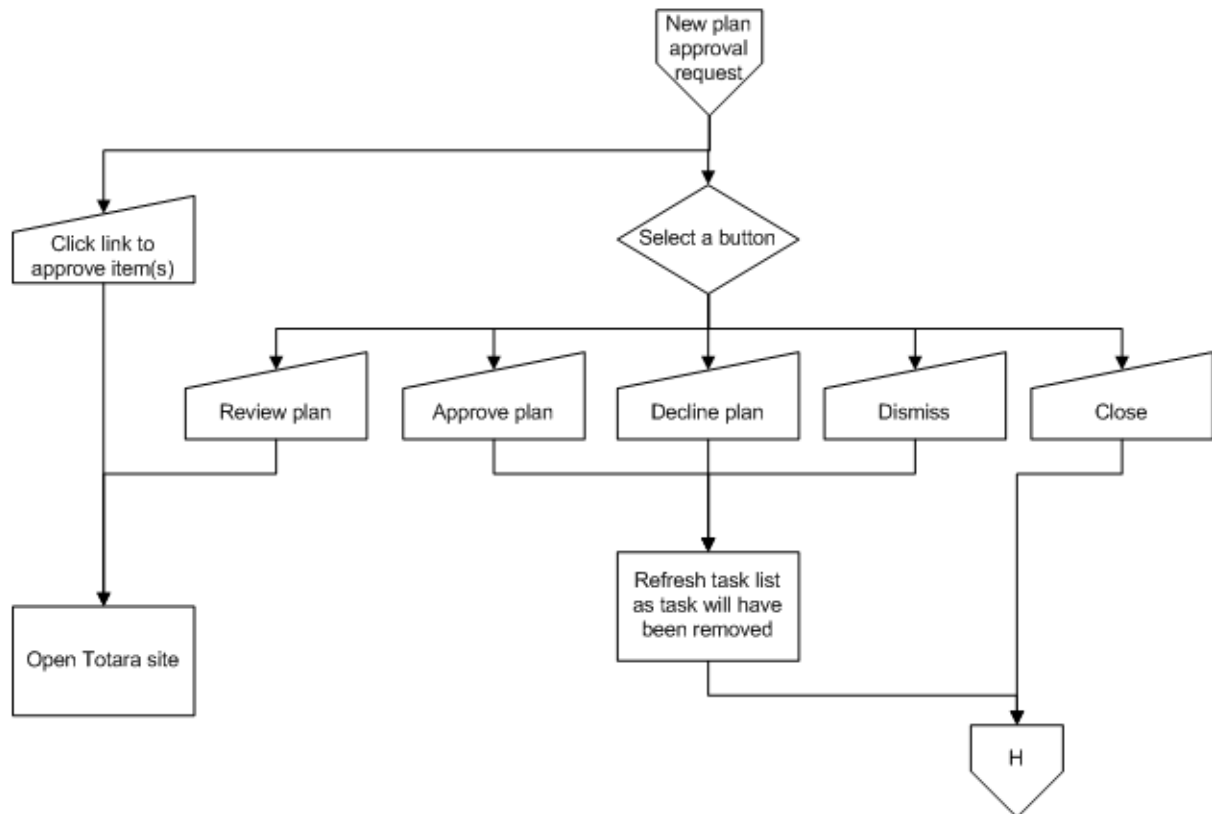 New plan
approval
request
Click link to
approve item(s)
Select a button
Review plan
Approve plan
Decline plan
Dismiss
Close
Refresh task list
as task will have
been removed
Open Totara site
H